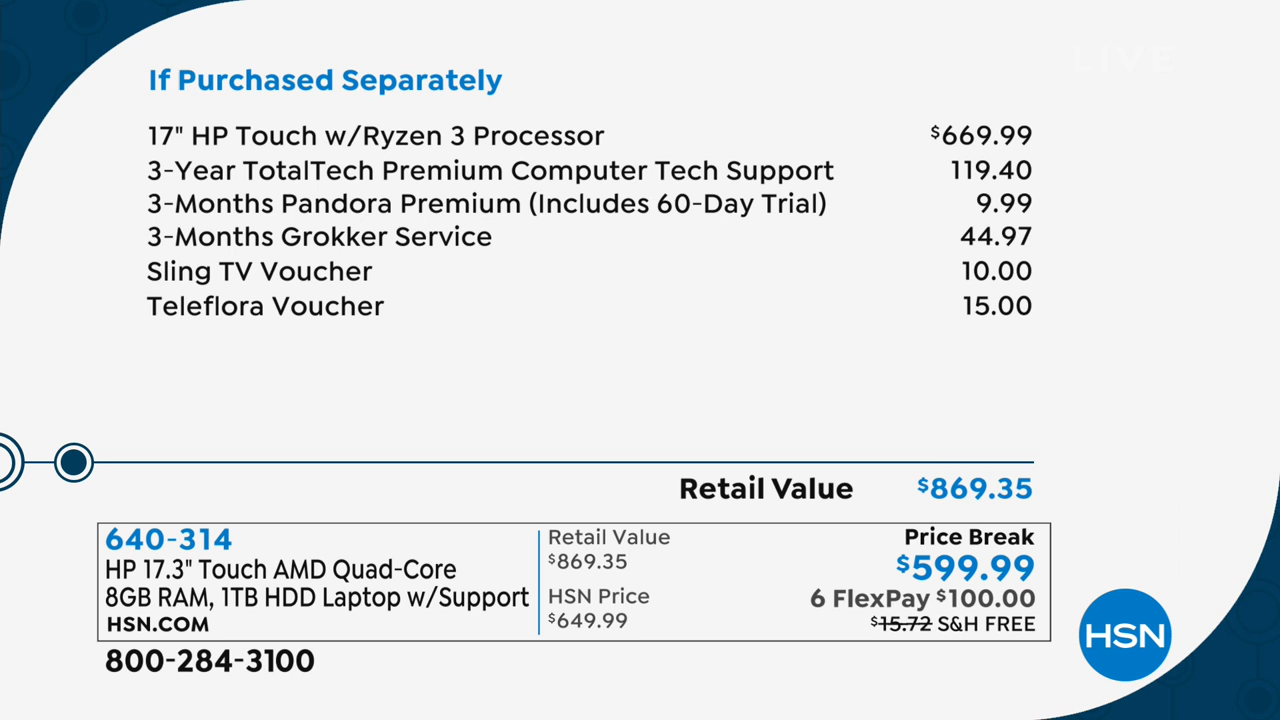 LIVE
If Purchased Separately
17" HP Touch w/Ryzen 3 Processor $669.99
3-Year TotalTech Premium Computer Tech Support 119.40
3-Months Pandora Premium (Includes 60-Day Trial) 9.99
3-Months Grokker Service 44.97
Sling TV Voucher 10.00
Teleflora Voucher 15.00
Retail Value $869.35
640-314
HP 17.3" Touch AMD Quad-Core
8GB RAM, 1TB HDD Laptop w/Support
HSN.COM
Retail Value
$869.35
HSN Price
$649.99
Price Break
$599.99
6 FlexPay $100.00
$15.72 S&H FREE
800-284-3100
HSN